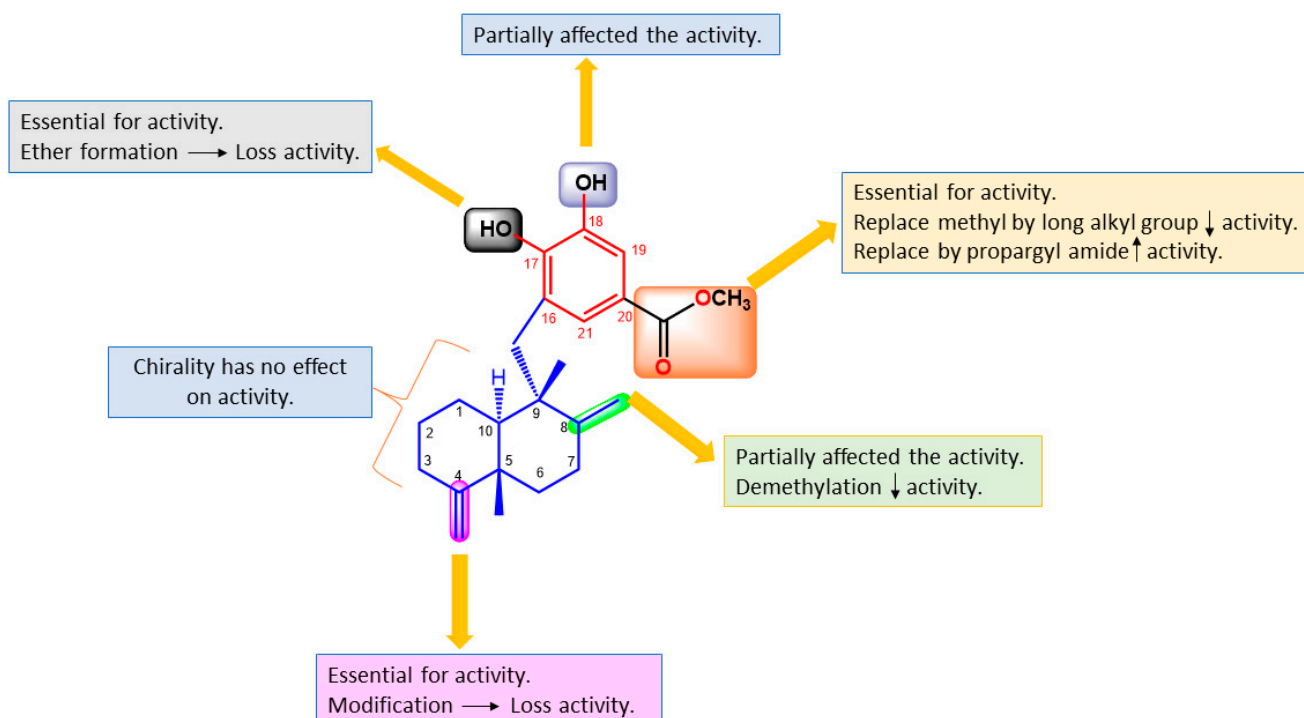 Partially affected the activity.
Essential for activity.
Ether formation ⟶ Loss activity.
OH
HO
18
19
17
Essential for activity.
Replace methyl by long alkyl group ↓ activity.
Replace by propargyl amide ↑ activity.
OCH3
16
21
20
O
Chirality has no effect
on activity.
H
1
9
2
10
8
3
5
7
4
6
Partially affected the activity.
Demethylation ↓ activity.
Essential for activity.
Modification ⟶ Loss activity.